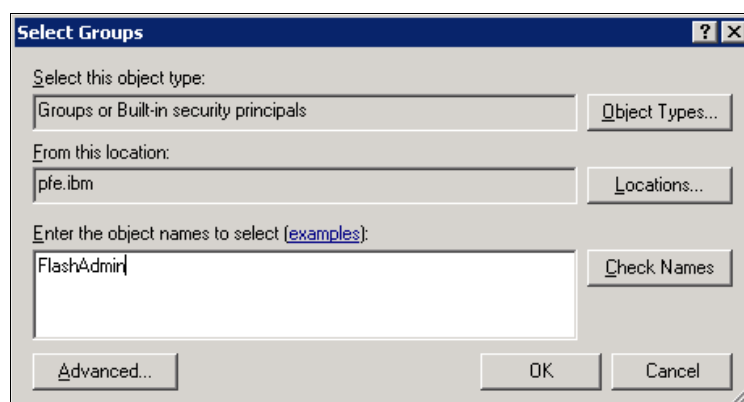 Select Groups
Select this object type:
Groups or Built-in security principals
Object Types...
From this location:
pfe.ibm
Locations...
Enter the object names to select (examples):
FlashAdmin
Check Names
Advanced...
OK
Cancel